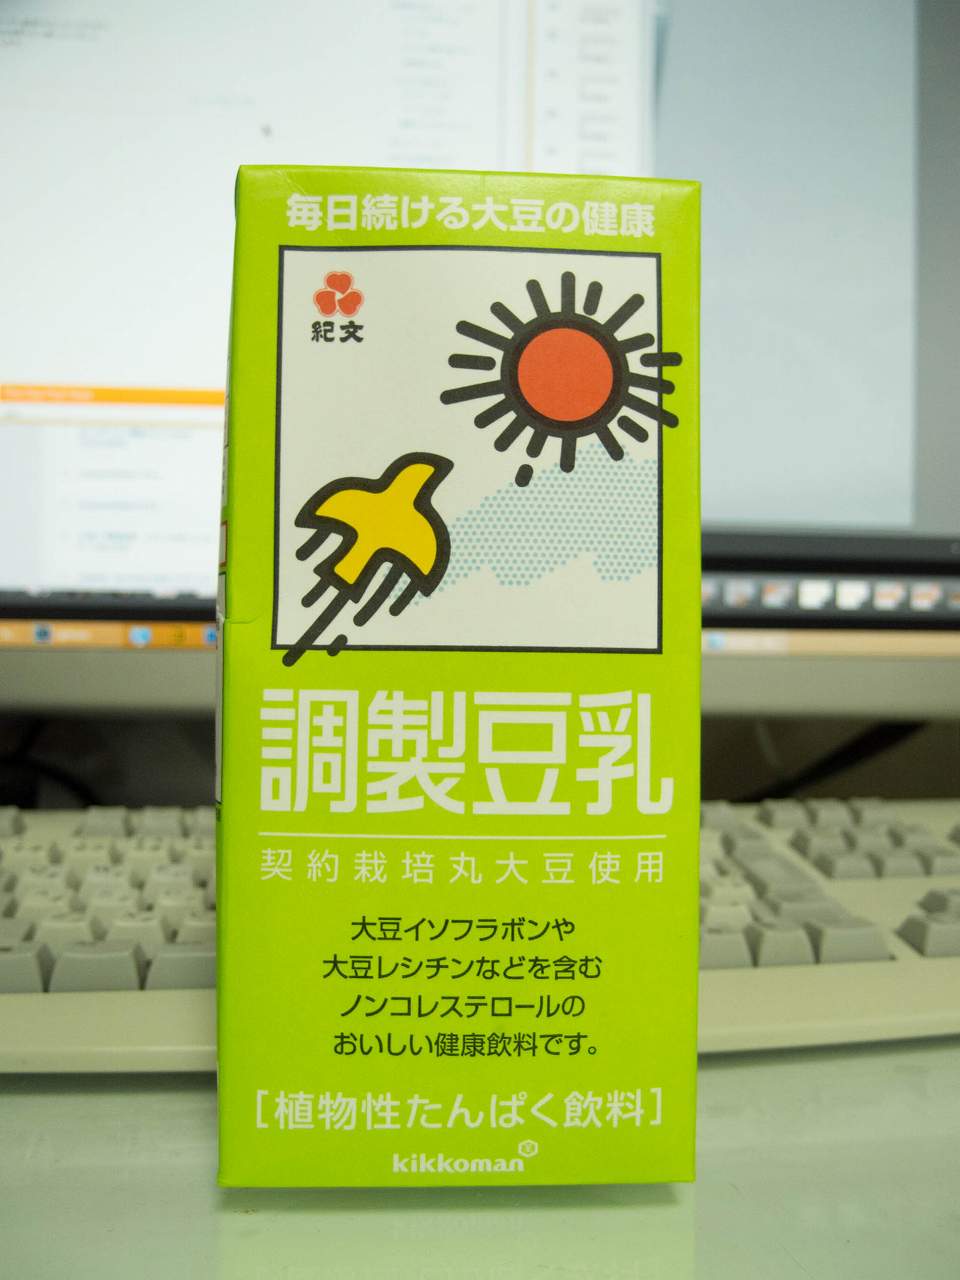 毎日続ける大豆の健康
紀文
調製豆乳
契約栽培丸大豆使用
大豆イソフラボンや
大豆レシチンなどを含む
ノンコレステロールの
おいしい健康飲料です。
[植物性たんぱく飲料]
kikkoman